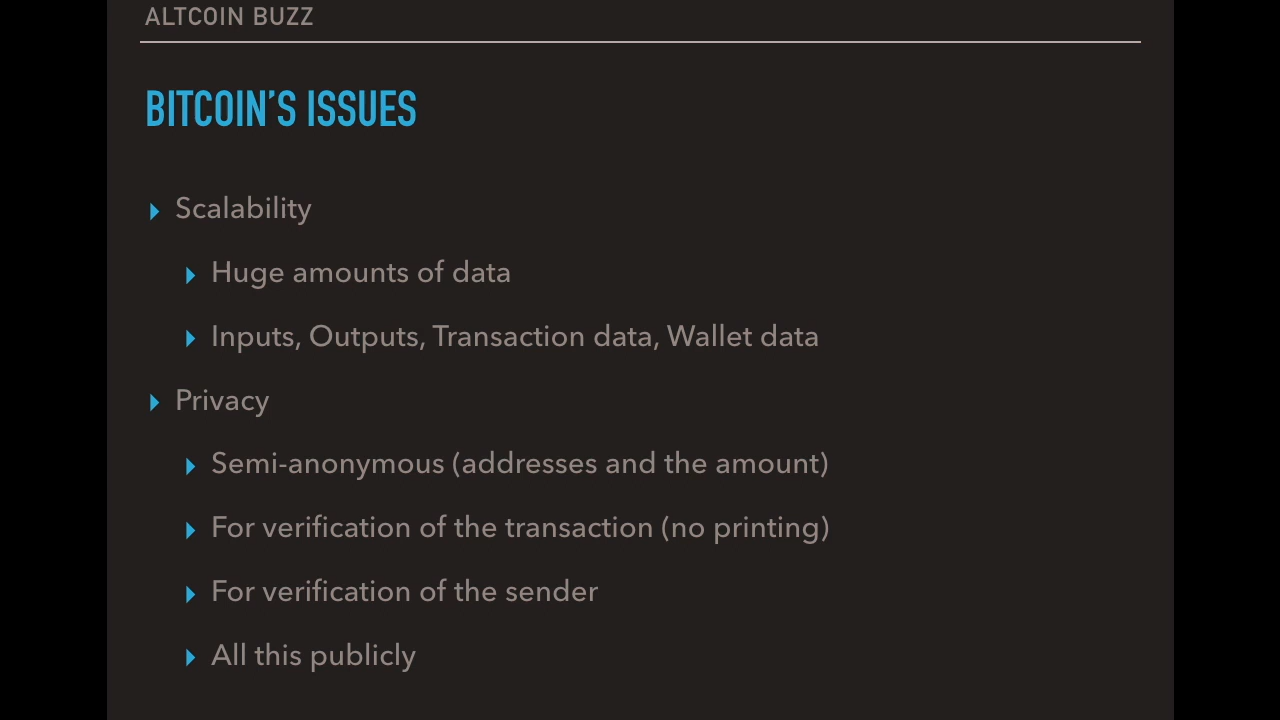 ALTCOIN BUZZ
BITCOIN’S ISSUES
Scalability
Huge amounts of data
Inputs, Outputs, Transaction data, Wallet data
Privacy
Semi-anonymous (addresses and the amount)
For verification of the transaction (no printing)
For verification of the sender
All this publicly